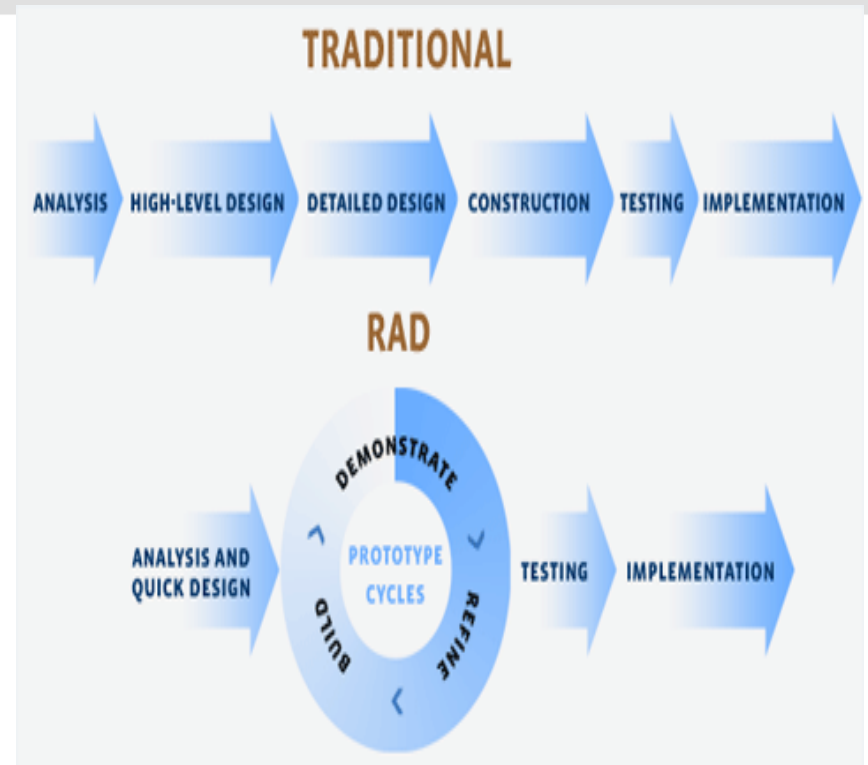 TRADITIONAL
ANALYSIS
HIGH-LEVEL DESIGN
DETAILED DESIGN
CONSTRUCTION
TESTING
IMPLEMENTATION
RAD
ANALYSIS AND
QUICK DESIGN
DEMONSTRATE
REFINE
BUILD
PROTOTYPE
CYCLES
TESTING
IMPLEMENTATION